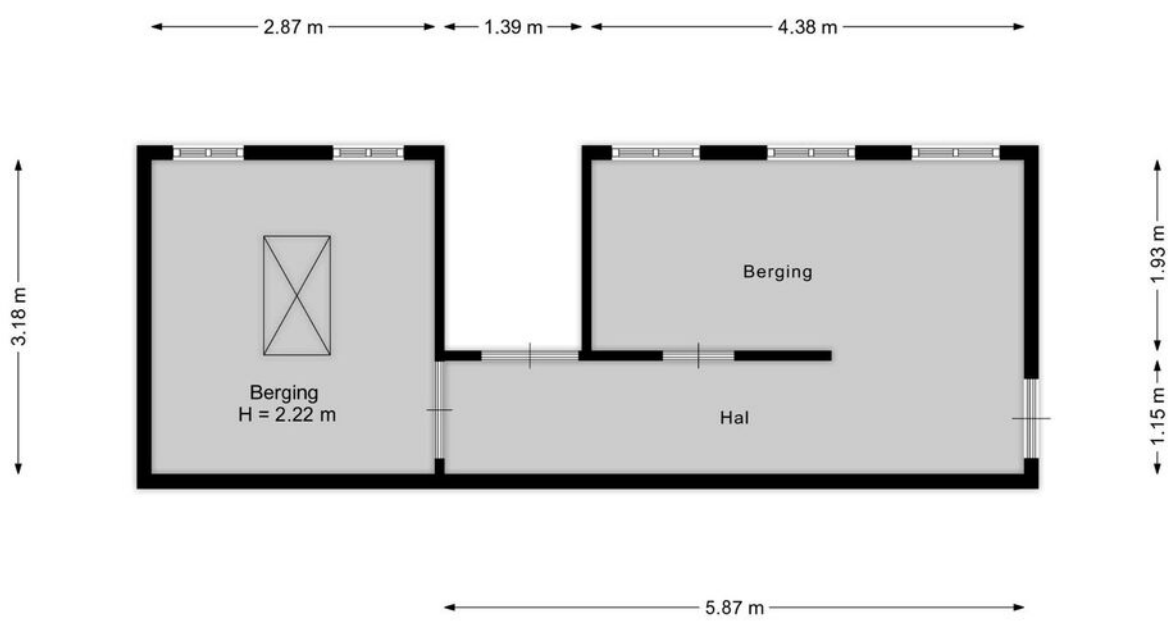 2.87 m
1.39 m
4.38 m
3.18 m
1.93 m
1.15 m
Berging
Berging
H = 2.22 m
Hal
5.87 m